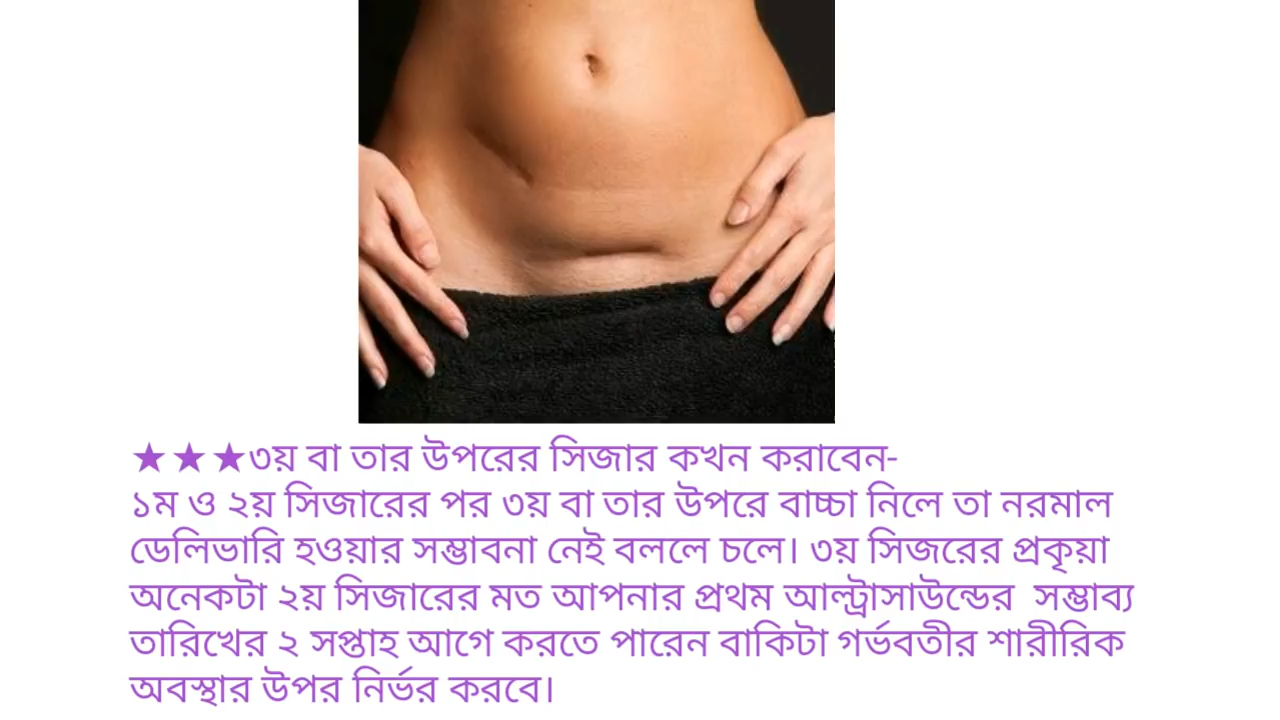 ★★★৩য় বা তার উপরের সিজার কখন করাবেন-
১ম ও ২য় সিজারের পর ৩য় বা তার উপরে বাচ্চা নিলে তা নরমাল
ডেলিভারি হওয়ার সম্ভাবনা নেই বললে চলে। ৩য় সিজরের প্রকৃয়া
অনেকটা ২য় সিজারের মত আপনার প্রথম আল্ট্রাসাউন্ডের সম্ভাব্য
তারিখের ২ সপ্তাহ আগে করতে পারেন বাকিটা গর্ভবতীর শারীরিক
অবস্থার উপর নির্ভর করবে।